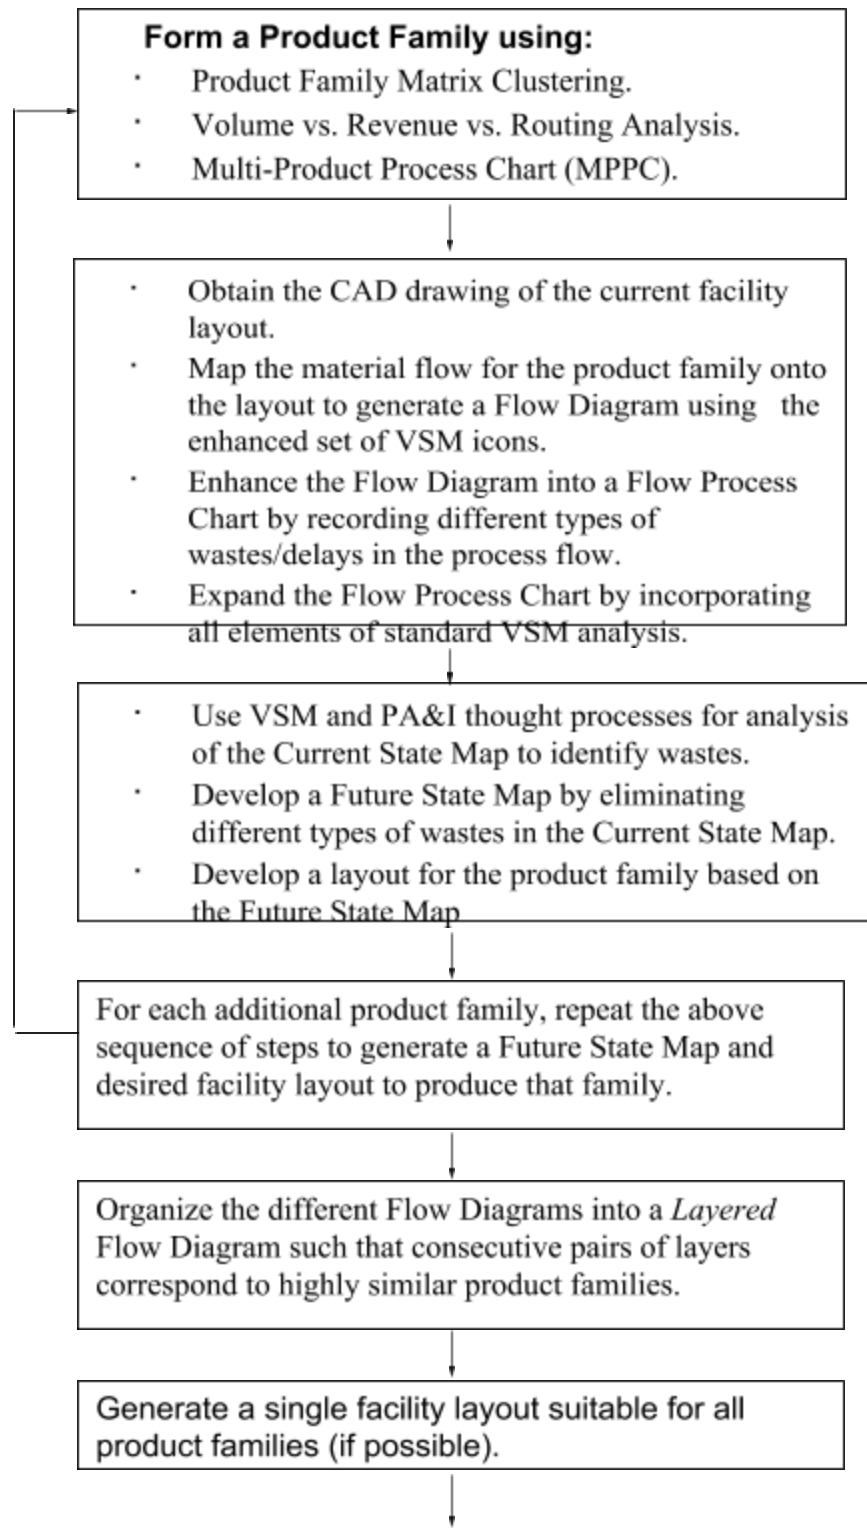 Form a Product Family using:
· Product Family Matrix Clustering.
· Volume vs. Revenue vs. Routing Analysis.
· Multi-Product Process Chart (MPPC).
· Obtain the CAD drawing of the current facility
layout.
· Map the material flow for the product family onto
the layout to generate a Flow Diagram using the
enhanced set of VSM icons.
· Enhance the Flow Diagram into a Flow Process
Chart by recording different types of
wastes/delays in the process flow.
· Expand the Flow Process Chart by incorporating
all elements of standard VSM analysis.
· Use VSM and PA&I thought processes for analysis
of the Current State Map to identify wastes.
· Develop a Future State Map by eliminating
different types of wastes in the Current State Map.
· Develop a layout for the product family based on
the Future State Map
For each additional product family, repeat the above
sequence of steps to generate a Future State Map and
desired facility layout to produce that family.
Organize the different Flow Diagrams into a Layered
Flow Diagram such that consecutive pairs of layers
correspond to highly similar product families.
Generate a single facility layout suitable for all
product families (if possible).